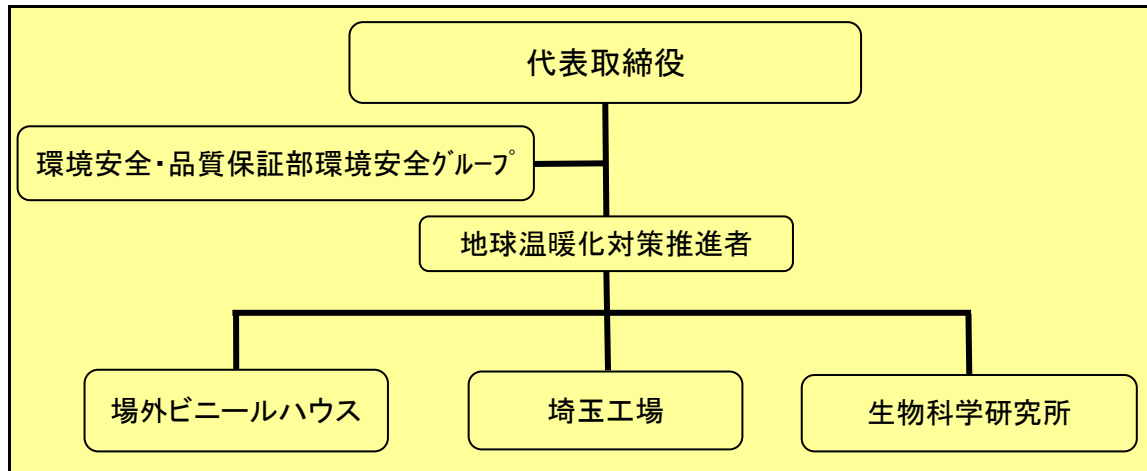 代表取締役
環境安全・品質保証部環境安全ｸﾞﾙｰﾌﾟ
地球温暖化対策推進者
場外ビニールハウス
埼玉工場
生物科学研究所